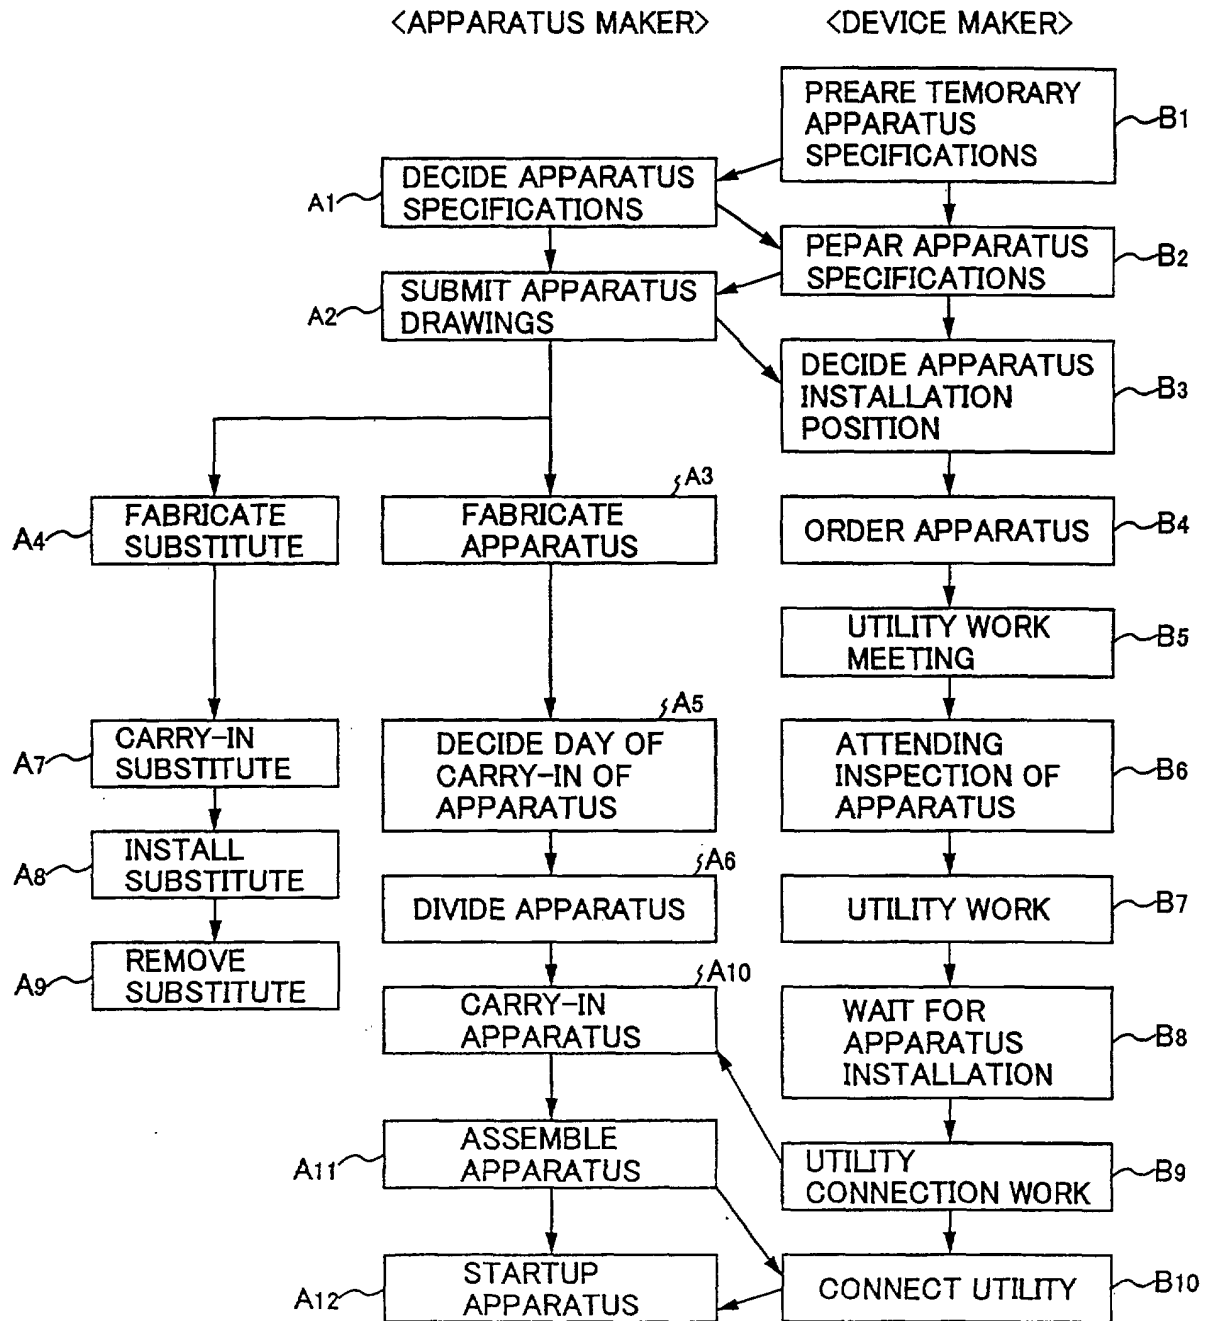 <APPARATUS MAKER>
<DEVICE MAKER>
PREARE TEMORARY
APPARATUS
SPECIFICATIONS
B1
DECIDE APPARATUS
SPECIFICATIONS
A1
PEPAR APPARATUS
SPECIFICATIONS
B2
SUBMIT APPARATUS
DRAWINGS
A2
DECIDE APPARATUS
INSTALLATION
POSITION
B3
A4
FABRICATE
SUBSTITUTE
A3
FABRICATE
APPARATUS
ORDER APPARATUS
B4
UTILITY WORK
MEETING
B5
A7
CARRY-IN
SUBSTITUTE
A5
DECIDE DAY OF
CARRY-IN OF
APPARATUS
ATTENDING
INSPECTION OF
APPARATUS
B6
A8
INSTALL
SUBSTITUTE
A6
DIVIDE APPARATUS
UTILITY WORK
B7
A9
REMOVE
SUBSTITUTE
A10
CARRY-IN
APPARATUS
WAIT FOR
APPARATUS
INSTALLATION
B8
A11
ASSEMBLE
APPARATUS
UTILITY
CONNECTION WORK
B9
A12
STARTUP
APPARATUS
CONNECT UTILITY
B10